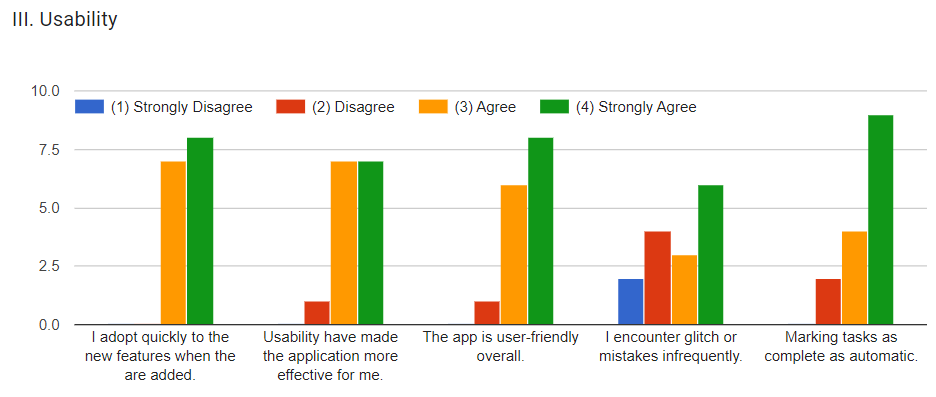 III. Usability
10.0
(1) Strongly Disagree
(2) Disagree
(3) Agree
(4) Strongly Agree
7.5
5.0
2.5
0.0
I adopt quickly to the
new features when the
are added.
Usability have made
the application more
effective for me.
The app is user-friendly
overall.
I encounter glitch or
mistakes infrequently.
Marking tasks as
complete as automatic.